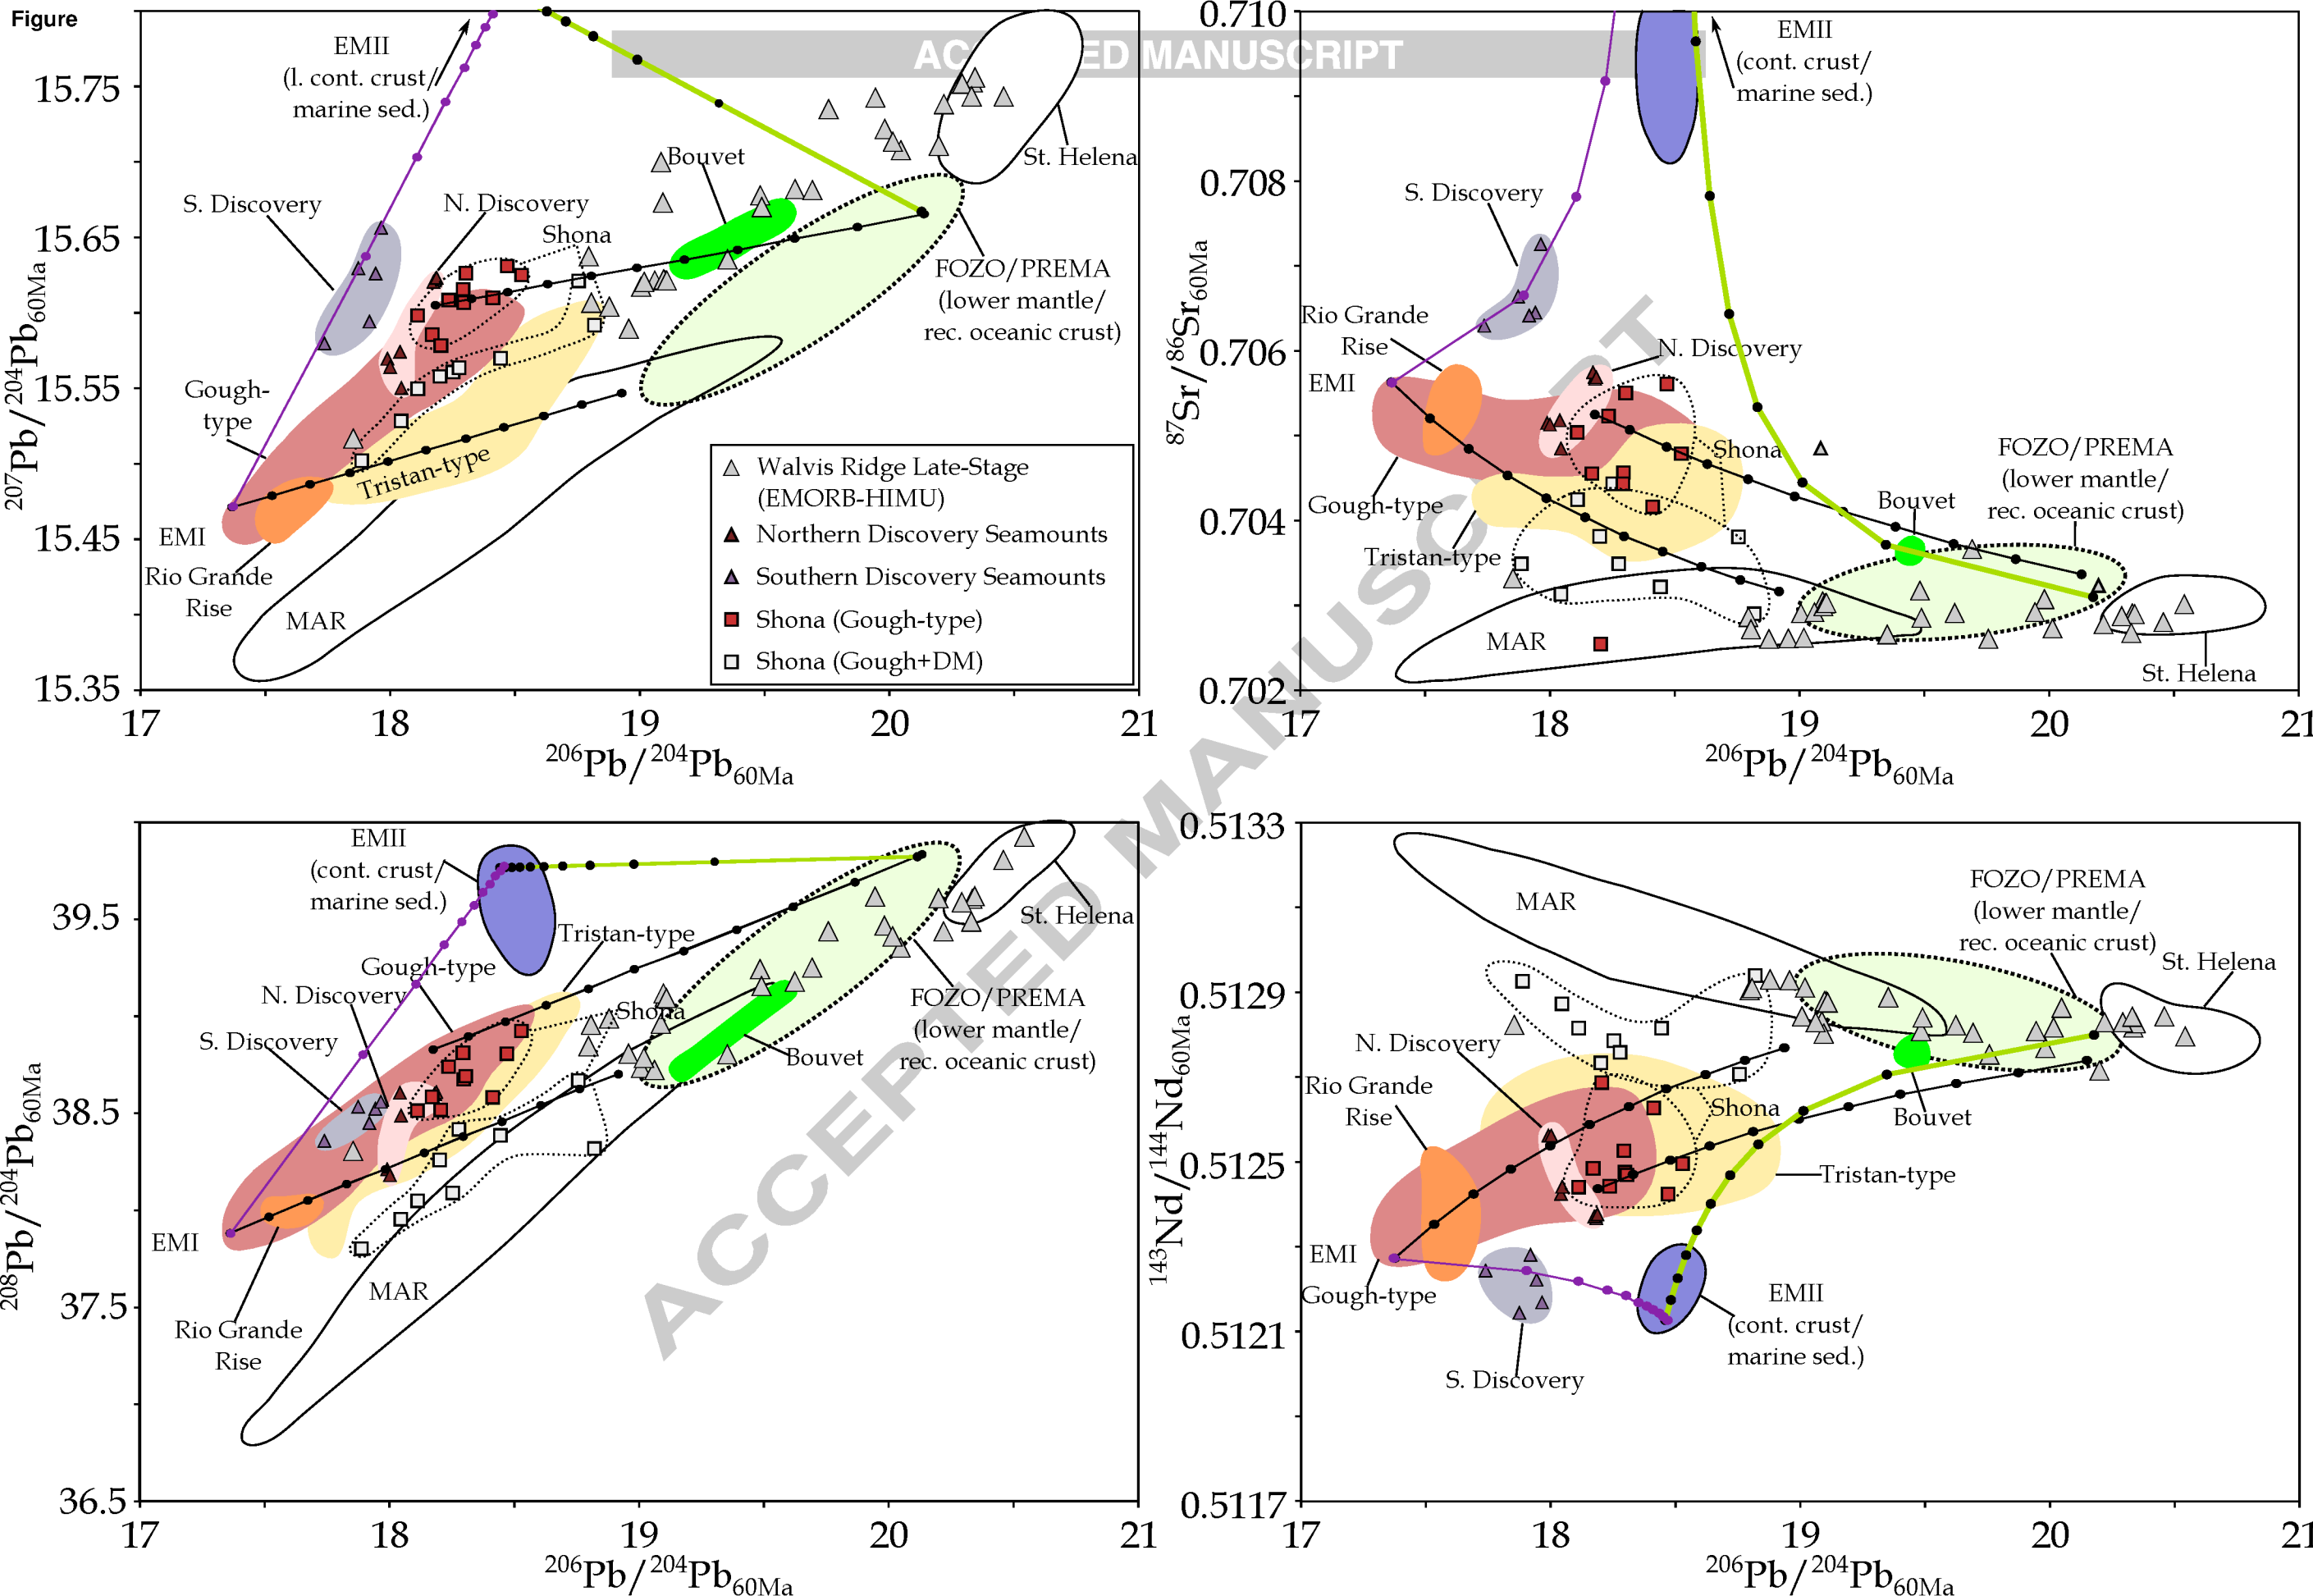 Figure
ACCEPTED MANUSCRIPT
ACCEPTED MANUSCRIPT
EMII
(l. cont. crust/
marine sed.)
S. Discovery
N. Discovery
Shona
Bouvet
St. Helena
FOZO/PREMA
(lower mantle/
rec. oceanic crust)
Gough-
type
Tristan-type
EMI
Rio Grande
Rise
MAR
Walvis Ridge Late-Stage
(EMORB-HIMU)
Northern Discovery Seamounts
Southern Discovery Seamounts
Shona (Gough-type)
Shona (Gough+DM)
15.75
15.65
15.55
15.45
15.35
17 18 19 20 21
207Pb/204Pb60Ma
206Pb/204Pb60Ma
EMII
(cont. crust/
marine sed.)
S. Discovery
Rio Grande
Rise
N. Discovery
EMI
Shona
Gough-type
Tristan-type
FOZO/PREMA
(lower mantle/
rec. oceanic crust)
Bouvet
MAR
St. Helena
0.710
0.708
0.706
0.704
0.702
17 18 19 20 21
87Sr/86Sr60Ma
206Pb/204Pb60Ma
EMII
(cont. crust/
marine sed.)
Tristan-type
Gough-type
N. Discovery
S. Discovery
Shona
St. Helena
FOZO/PREMA
(lower mantle/
rec. oceanic crust)
Bouvet
EMI
MAR
Rio Grande
Rise
39.5
38.5
37.5
36.5
17 18 19 20 21
208Pb/204Pb60Ma
206Pb/204Pb60Ma
MAR
FOZO/PREMA
(lower mantle/
rec. oceanic crust)
St. Helena
N. Discovery
Rio Grande
Rise
Shona
Bouvet
Tristan-type
EMI
Gough-type
EMII
(cont. crust/
marine sed.)
S. Discovery
0.5133
0.5129
0.5125
0.5121
0.5117
17 18 19 20 21
143Nd/144Nd60Ma
206Pb/204Pb60Ma